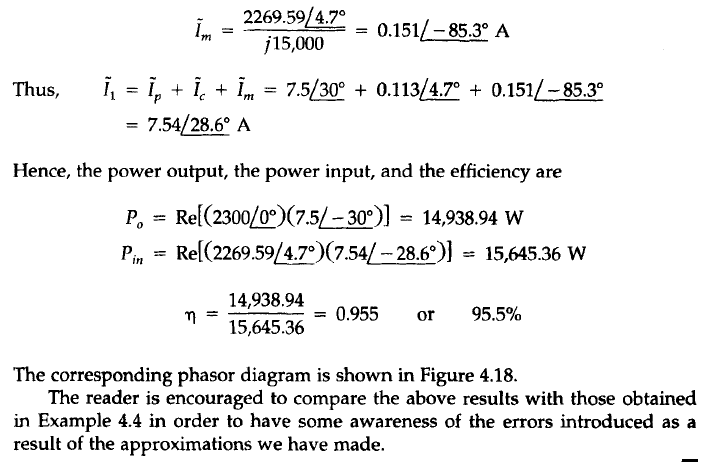 Ĩm = 2269.59/4.7° / j15,000 = 0.151/−85.3° A
Thus, Ĩ1 = Ĩp + Ĩc + Ĩm = 7.5/30° + 0.113/4.7° + 0.151/−85.3°
= 7.54/28.6° A
Hence, the power output, the power input, and the efficiency are
Po = Re[(2300/0°)(7.5/−30°)] = 14,938.94 W
Pin = Re[(2269.59/4.7°)(7.54/−28.6°)] = 15,645.36 W
η = 14,938.94 / 15,645.36 = 0.955 or 95.5%
The corresponding phasor diagram is shown in Figure 4.18.
The reader is encouraged to compare the above results with those obtained
in Example 4.4 in order to have some awareness of the errors introduced as a
result of the approximations we have made.